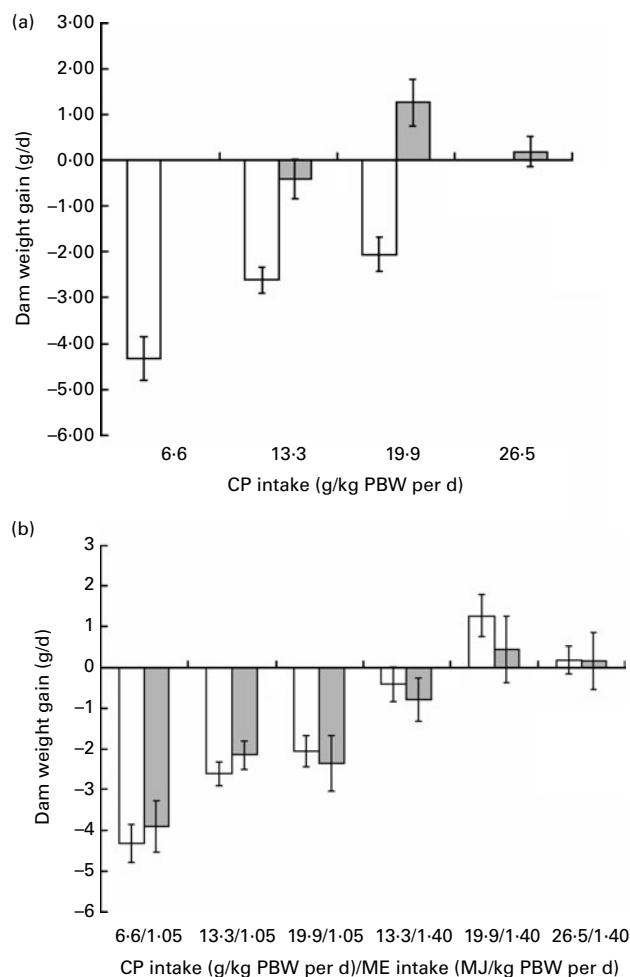 (a)
3·00
2·00
1·00
0·00
–1·00
–2·00
–3·00
–4·00
–5·00
–6·00
Dam weight gain (g/d)
6·6 13·3 19·9 26·5
CP intake (g/kg PBW per d)
(b)
3
2
1
0
–1
–2
–3
–4
–5
–6
Dam weight gain (g/d)
6·6/1·05 13·3/1·05 19·9/1·05 13·3/1·40 19·9/1·40 26·5/1·40
CP intake (g/kg PBW per d)/ME intake (MJ/kg PBW per d)